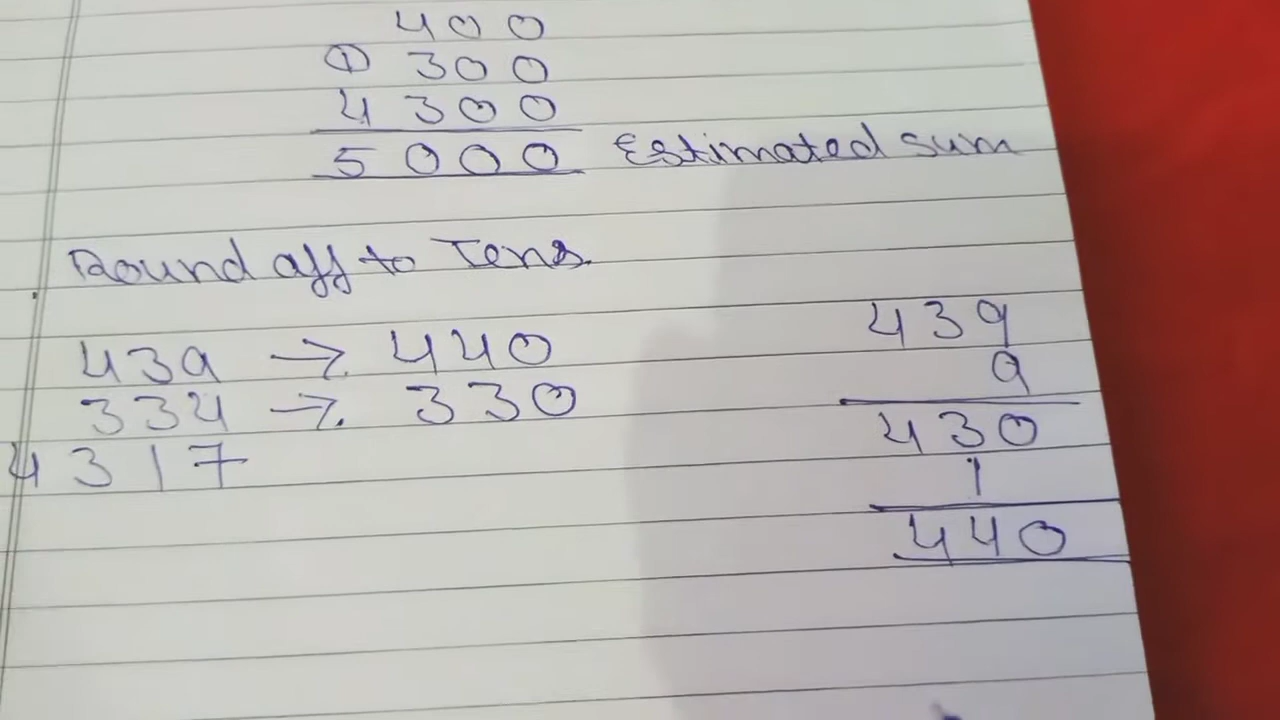 400
① 300
4300
5000 Estimated sum
Round off to Tens.
439 → 440
334 → 330
4317
439
9
430
1
440